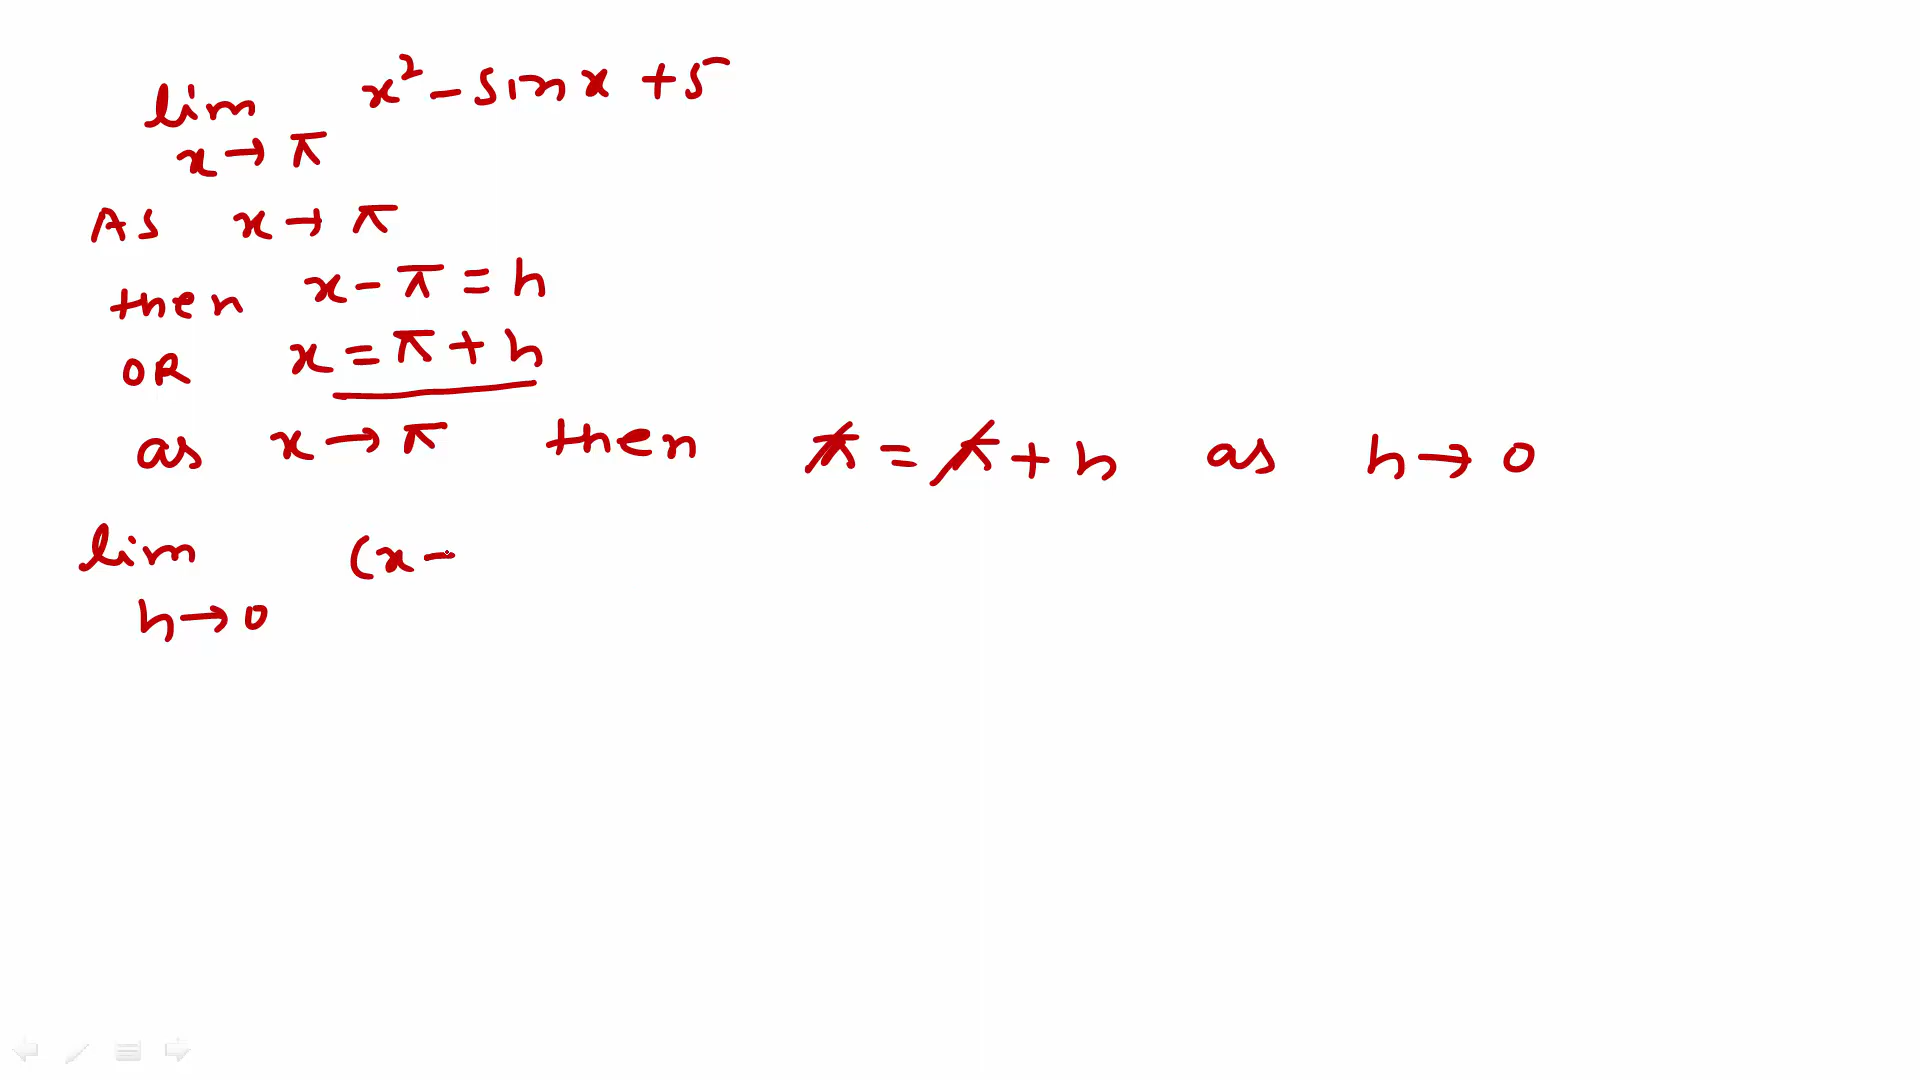 lim x² - sinx + 5
x → π
As x → π
then x - π = h
OR x = π + h
as x → π then π = π + h as h → 0
lim (x -
h → 0